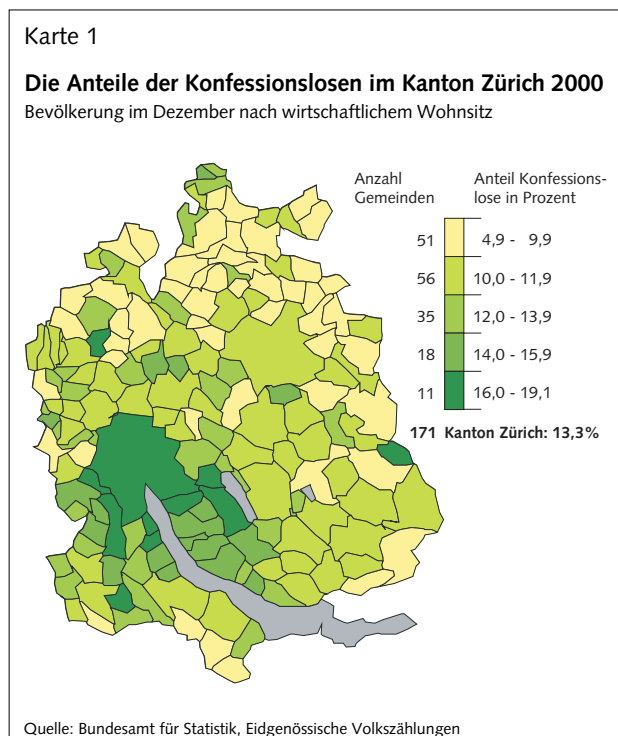 Karte 1
Die Anteile der Konfessionslosen im Kanton Zürich 2000
Bevölkerung im Dezember nach wirtschaftlichem Wohnsitz
Anzahl Gemeinden
Anteil Konfessions-
lose in Prozent
51 4,9 - 9,9
56 10,0 - 11,9
35 12,0 - 13,9
18 14,0 - 15,9
11 16,0 - 19,1
171 Kanton Zürich: 13,3%
Quelle: Bundesamt für Statistik, Eidgenössische Volkszählungen